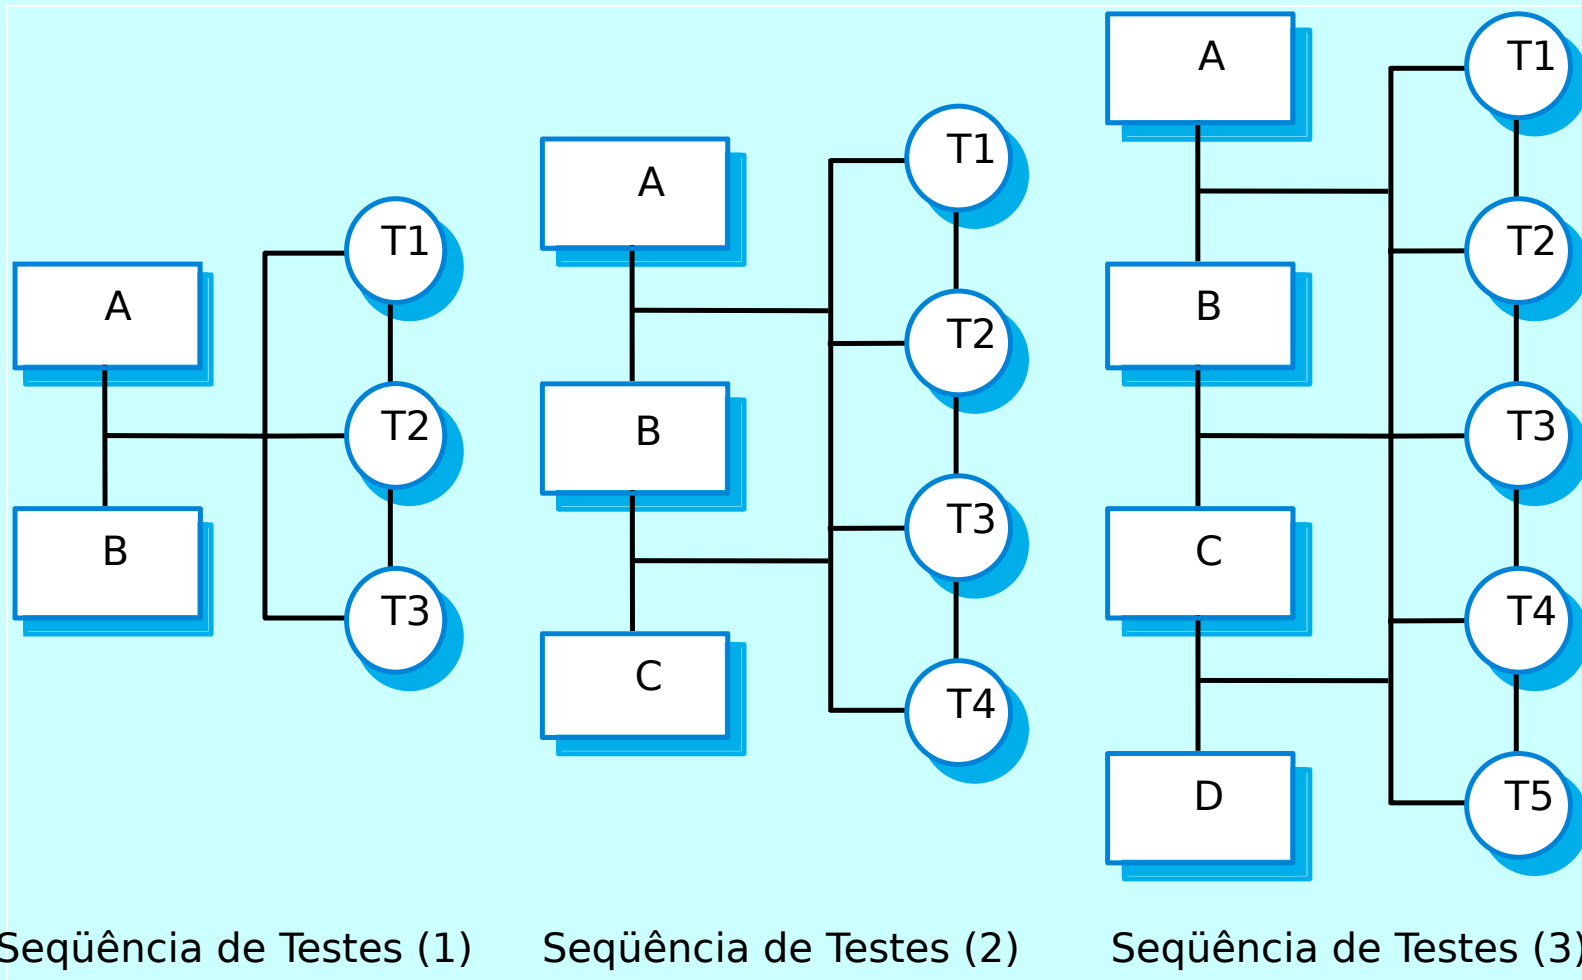 A
B
T1
T2
T3
Seqüência de Testes (1)
A
B
C
T1
T2
T3
T4
Seqüência de Testes (2)
A
B
C
D
T1
T2
T3
T4
T5
Seqüência de Testes (3)